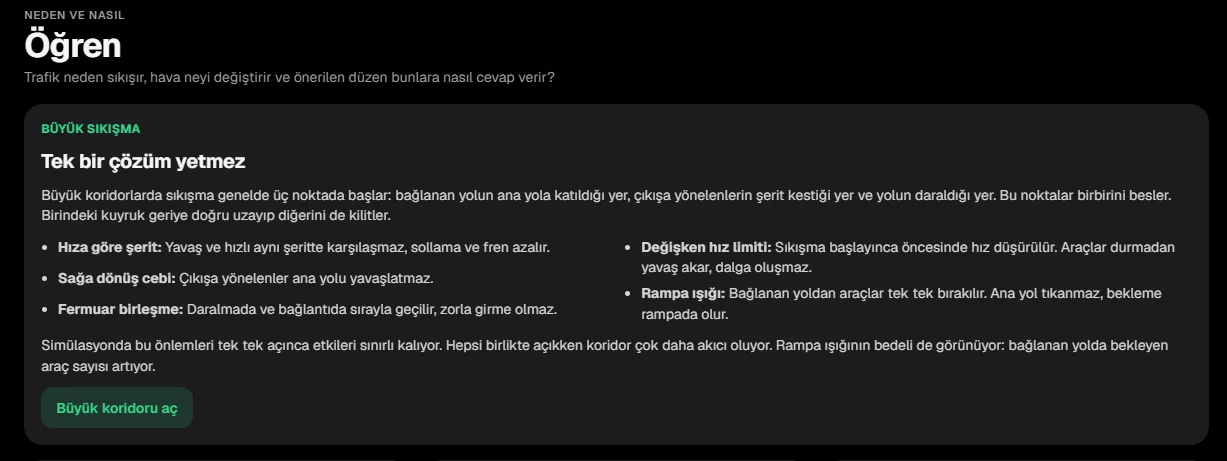 NEDEN VE NASIL
Öğren
Trafik neden sıkışır, hava neyi değiştirir ve önerilen düzen bunlara nasıl cevap verir?
BÜYÜK SIKIŞMA
Tek bir çözüm yetmez
Büyük koridorlarda sıkışma genelde üç noktada başlar: bağlanan yolun ana yola katıldığı yer, çıkışa yönelenlerin şerit kestiği yer ve yolun daraldığı yer. Bu noktalar birbirini besler.
Birindeki kuyruk geriye doğru uzayıp diğerini de kilitler.
• Hıza göre şerit: Yavaş ve hızlı aynı şeritte karşılaşmaz, sollama ve fren azalır.
• Sağa dönüş cebi: Çıkışa yönelenler ana yolu yavaşlatmaz.
• Fermuar birleşme: Daralmada ve bağlantıda sırayla geçilir, zorla girme olmaz.
• Değişken hız limiti: Sıkışma başlayınca öncesinde hız düşürülür. Araçlar durmadan
yavaş akar, dalga oluşmaz.
• Rampa ışığı: Bağlanan yoldan araçlar tek tek bırakılır. Ana yol tıkanmaz, bekleme
rampada olur.
Simülasyonda bu önlemleri tek tek açınca etkileri sınırlı kalıyor. Hepsi birlikte açıkken koridor çok daha akıcı oluyor. Rampa ışığının bedeli de görünüyor: bağlanan yolda bekleyen
araç sayısı artıyor.
Büyük koridoru aç